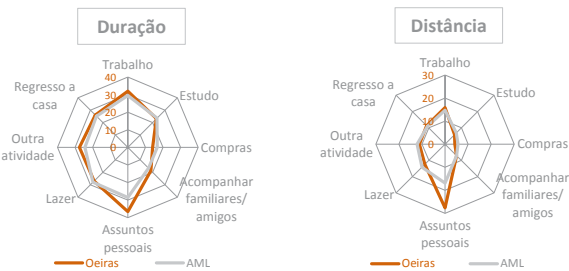 Duração
Trabalho
Estudo
Compras
Acompanhar
familiares/
amigos
Assuntos
pessoais
Lazer
Outra
atividade
Regresso a
casa
40
30
20
10
0
Oeiras
AML
Distância
Trabalho
Estudo
Compras
Acompanhar
familiares/
amigos
Assuntos
pessoais
Lazer
Outra
atividade
Regresso a
casa
30
20
10
0
Oeiras
AML